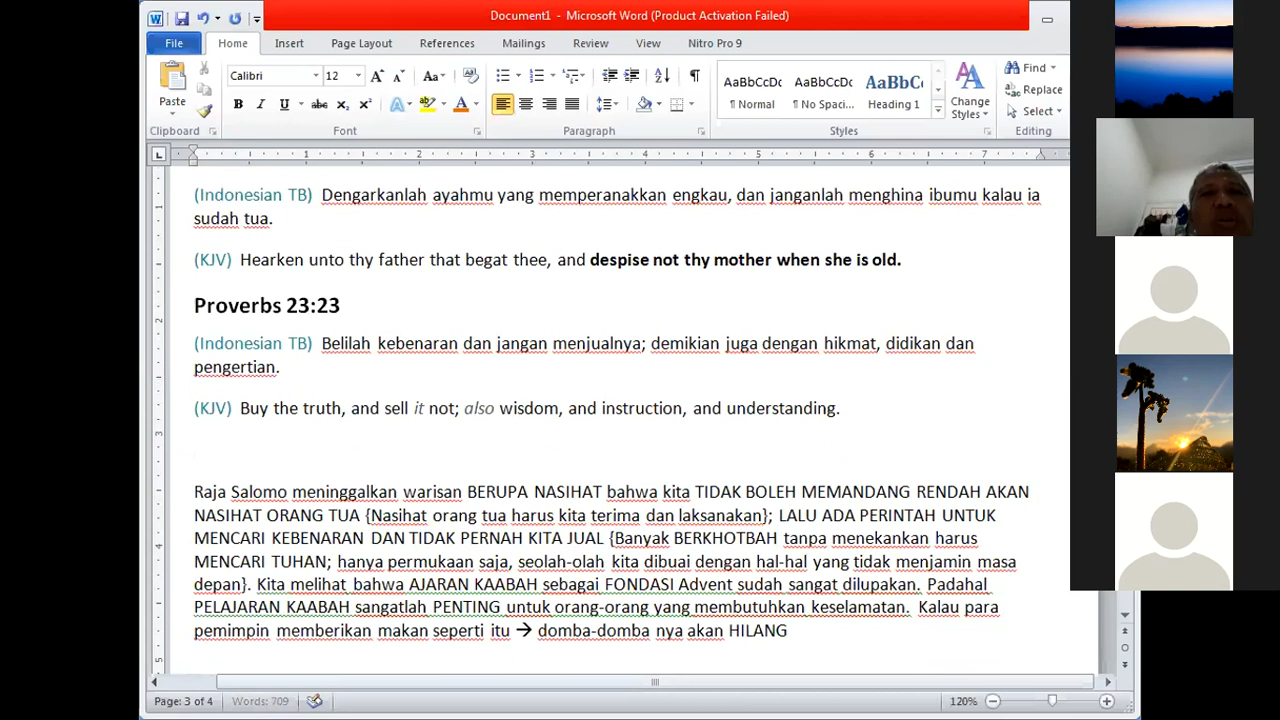 Document1 - Microsoft Word (Product Activation Failed)
File Home Insert Page Layout References Mailings Review View Nitro Pro 9
Calibri 12
Paste
AaBbCcDc AaBbCcDc AaBbC
¶ Normal ¶ No Spaci... Heading 1
Change Styles
Find
Replace
Select
Clipboard Font Paragraph Styles Editing
1 2 3 4 5 6 7
(Indonesian TB) Dengarkanlah ayahmu yang memperanakkan engkau, dan janganlah menghina ibumu kalau ia
sudah tua.
(KJV) Hearken unto thy father that begat thee, and despise not thy mother when she is old.
Proverbs 23:23
(Indonesian TB) Belilah kebenaran dan jangan menjualnya; demikian juga dengan hikmat, didikan dan
pengertian.
(KJV) Buy the truth, and sell it not; also wisdom, and instruction, and understanding.
Raja Salomo meninggalkan warisan BERUPA NASIHAT bahwa kita TIDAK BOLEH MEMANDANG RENDAH AKAN
NASIHAT ORANG TUA {Nasihat orang tua harus kita terima dan laksanakan}; LALU ADA PERINTAH UNTUK
MENCARI KEBENARAN DAN TIDAK PERNAH KITA JUAL {Banyak BERKHOTBAH tanpa menekankan harus
MENCARI TUHAN; hanya permukaan saja, seolah-olah kita dibuai dengan hal-hal yang tidak menjamin masa
depan}. Kita melihat bahwa AJARAN KAABAH sebagai FONDASI Advent sudah sangat dilupakan. Padahal
PELAJARAN KAABAH sangatlah PENTING untuk orang-orang yang membutuhkan keselamatan. Kalau para
pemimpin memberikan makan seperti itu → domba-domba nya akan HILANG
Page: 3 of 4 Words: 709 120%